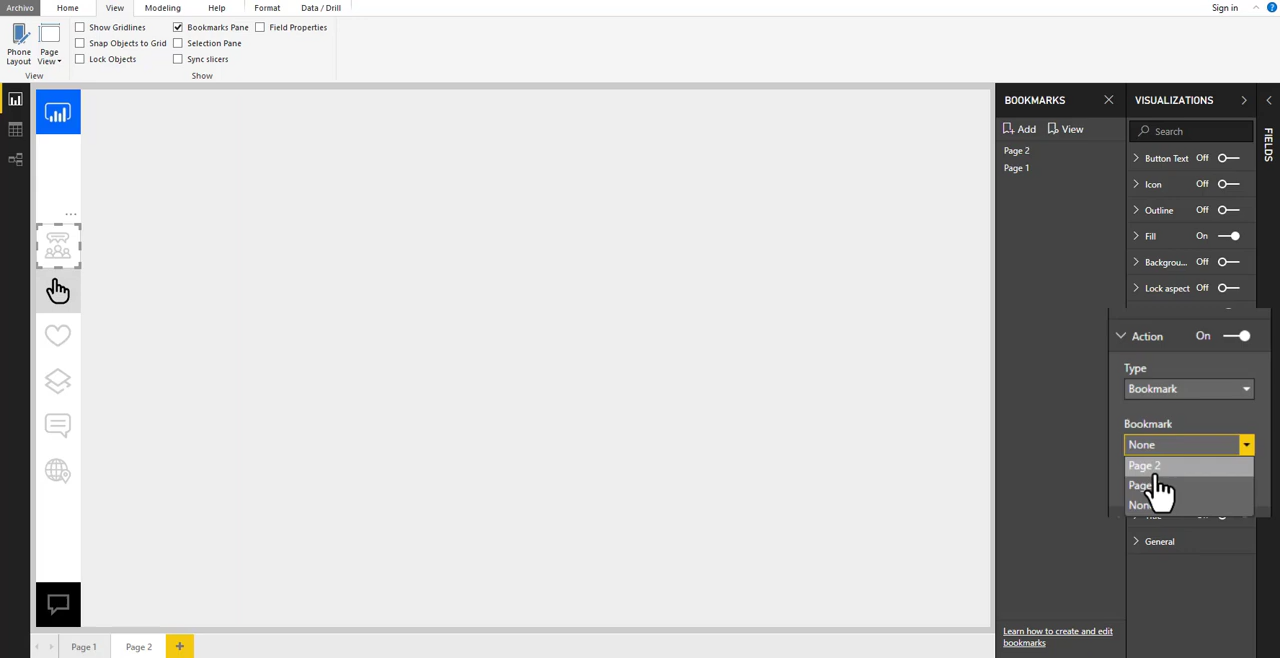 Archivo Home View Modeling Help Format Data / Drill Sign in
Show Gridlines Bookmarks Pane Field Properties
Snap Objects to Grid Selection Pane
Lock Objects Sync slicers
Phone Layout
Page View
View Show
BOOKMARKS
Add View
Page 2
Page 1
VISUALIZATIONS
Search
Button Text Off
Icon Off
Outline Off
Fill On
Backgrou... Off
Lock aspect Off
Action On
Type
Bookmark
Bookmark
None
Page 2
Page
General
FIELDS
Learn how to create and edit
bookmarks
Page 1 Page 2 +